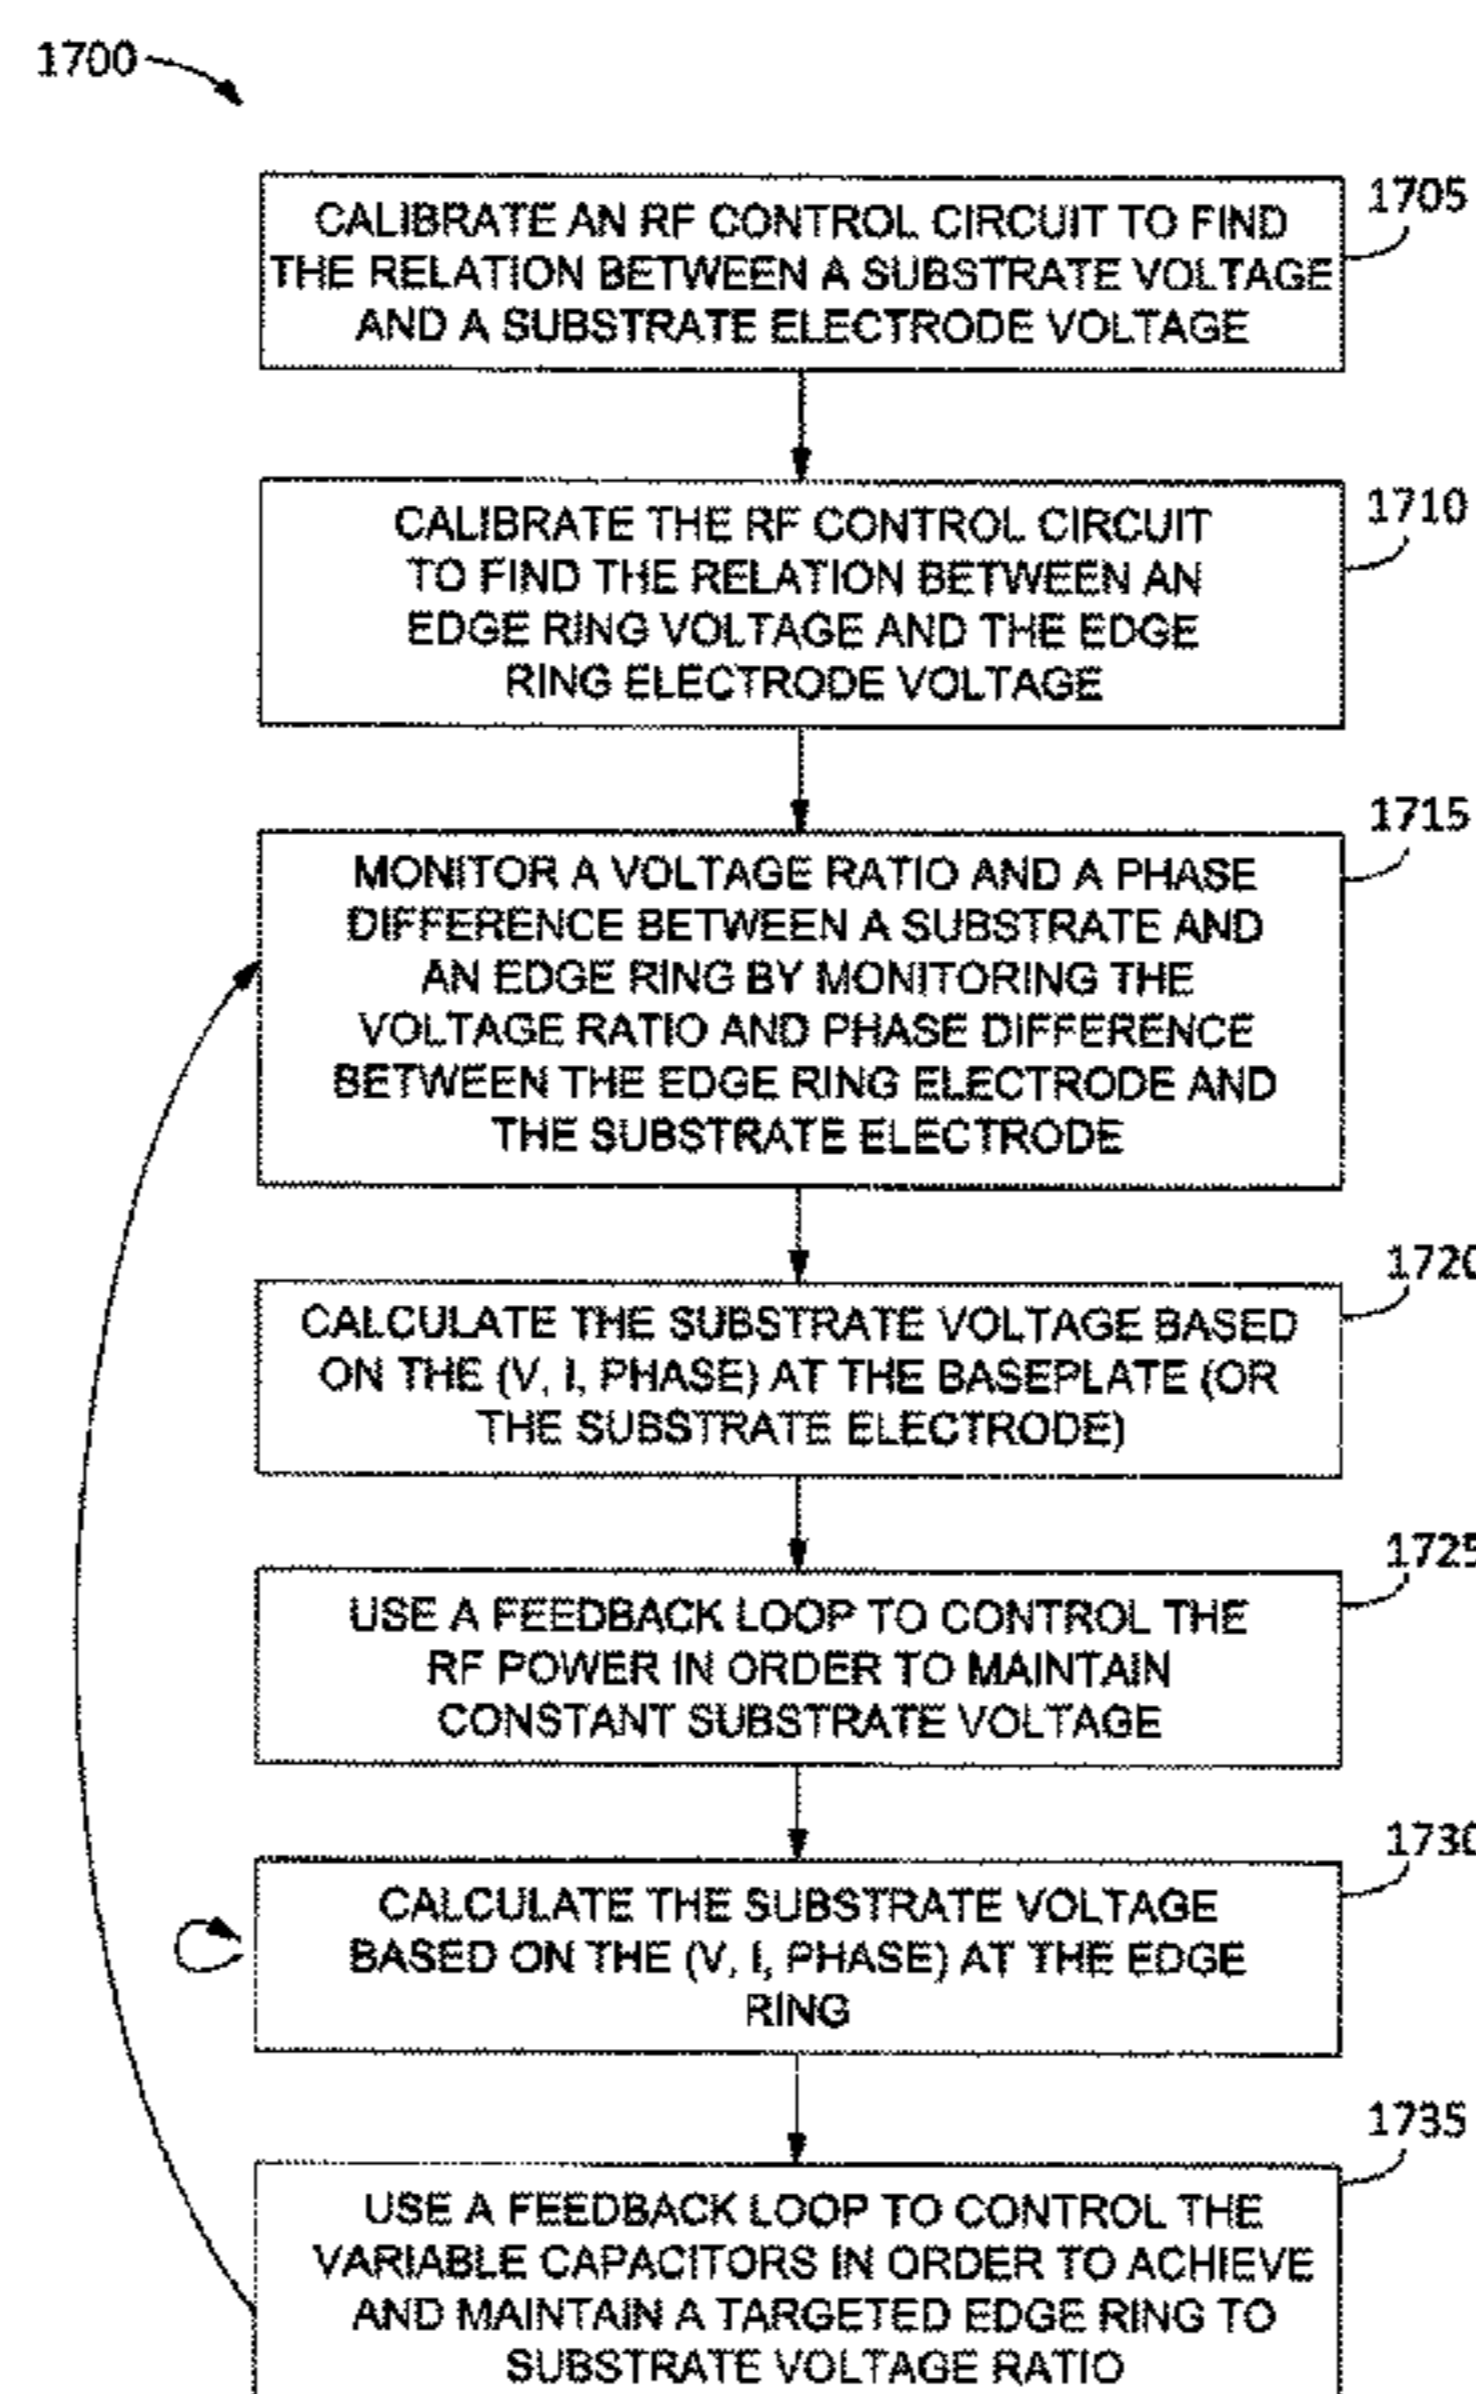 1700
1705
CALIBRATE AN RF CONTROL CIRCUIT TO FIND
THE RELATION BETWEEN A SUBSTRATE VOLTAGE
AND A SUBSTRATE ELECTRODE VOLTAGE
1710
CALIBRATE THE RF CONTROL CIRCUIT
TO FIND THE RELATION BETWEEN AN
EDGE RING VOLTAGE AND THE EDGE
RING ELECTRODE VOLTAGE
1715
MONITOR A VOLTAGE RATIO AND A PHASE
DIFFERENCE BETWEEN A SUBSTRATE AND
AN EDGE RING BY MONITORING THE
VOLTAGE RATIO AND PHASE DIFFERENCE
BETWEEN THE EDGE RING ELECTRODE AND
THE SUBSTRATE ELECTRODE
1720
CALCULATE THE SUBSTRATE VOLTAGE BASED
ON THE (V, I, PHASE) AT THE BASEPLATE (OR
THE SUBSTRATE ELECTRODE)
1725
USE A FEEDBACK LOOP TO CONTROL THE
RF POWER IN ORDER TO MAINTAIN
CONSTANT SUBSTRATE VOLTAGE
1730
CALCULATE THE SUBSTRATE VOLTAGE
BASED ON THE (V, I, PHASE) AT THE EDGE
RING
1735
USE A FEEDBACK LOOP TO CONTROL THE
VARIABLE CAPACITORS IN ORDER TO ACHIEVE
AND MAINTAIN A TARGETED EDGE RING TO
SUBSTRATE VOLTAGE RATIO